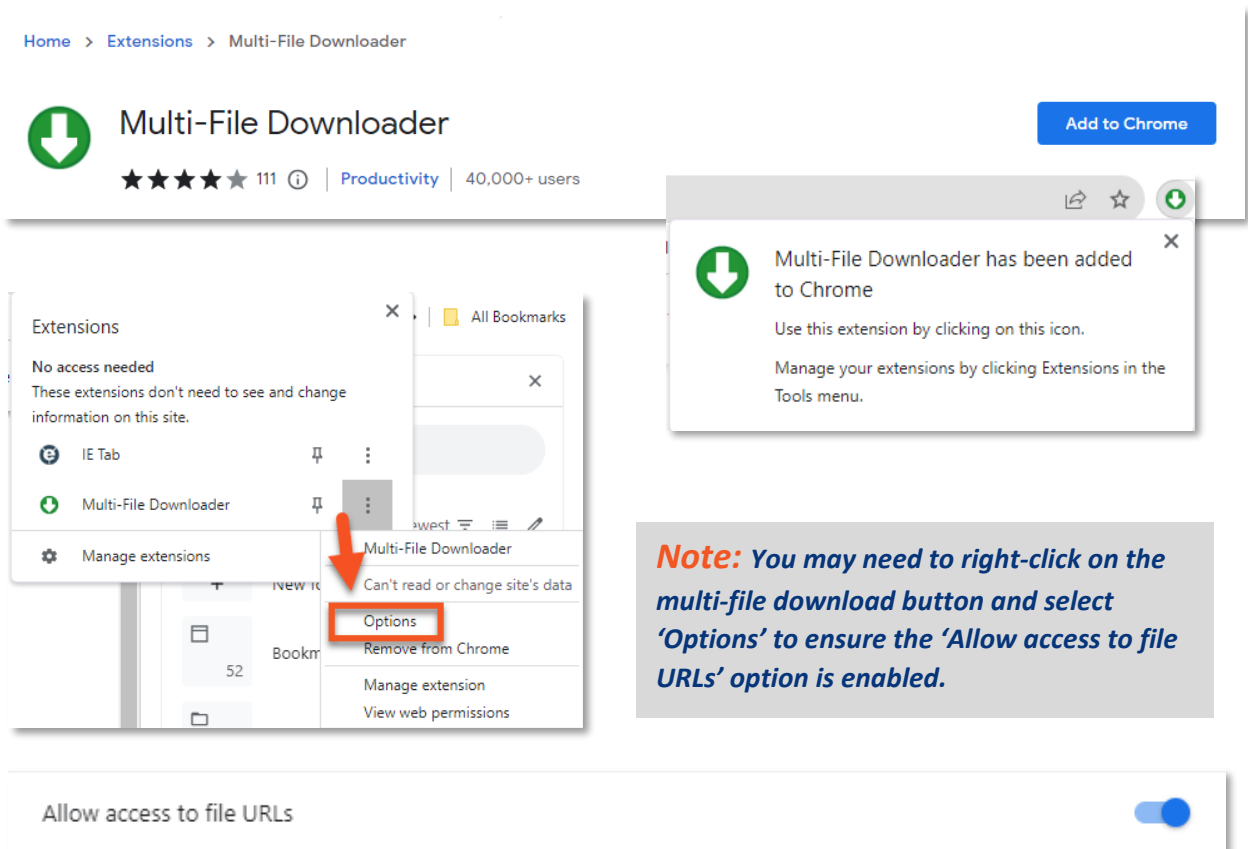 Home > Extensions > Multi-File Downloader
Multi-File Downloader
Add to Chrome
111 | Productivity | 40,000+ users
Multi-File Downloader has been added
to Chrome
Use this extension by clicking on this icon.
Manage your extensions by clicking Extensions in the
Tools menu.
Extensions
All Bookmarks
No access needed
These extensions don't need to see and change
information on this site.
IE Tab
Multi-File Downloader
Manage extensions
ewest
Multi-File Downloader
New fo
Can't read or change site's data
Options
Bookm
Remove from Chrome
52
Manage extension
View web permissions
Note: You may need to right-click on the
multi-file download button and select
‘Options’ to ensure the ‘Allow access to file
URLs’ option is enabled.
Allow access to file URLs